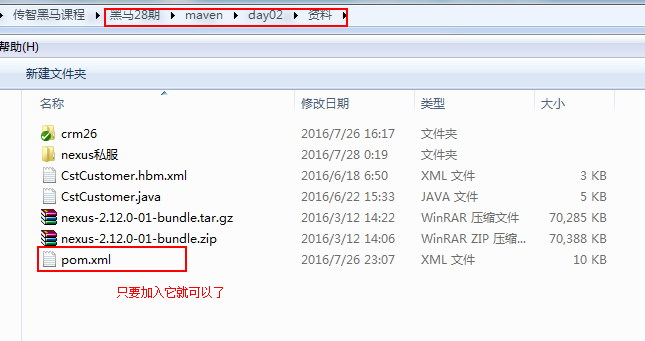 传智黑马课程 黑马28期 maven day02 资料
帮助(H)
新建文件夹
名称 修改日期 类型 大小
crm26 2016/7/26 16:17 文件夹
nexus私服 2016/7/28 0:19 文件夹
CstCustomer.hbm.xml 2016/6/18 6:50 XML 文件 3 KB
CstCustomer.java 2016/6/22 15:33 JAVA 文件 5 KB
nexus-2.12.0-01-bundle.tar.gz 2016/3/12 14:22 WinRAR 压缩文件 70,285 KB
nexus-2.12.0-01-bundle.zip 2016/3/12 14:06 WinRAR ZIP 压缩... 70,388 KB
pom.xml 2016/7/26 23:07 XML 文件 10 KB
只要加入它就可以了